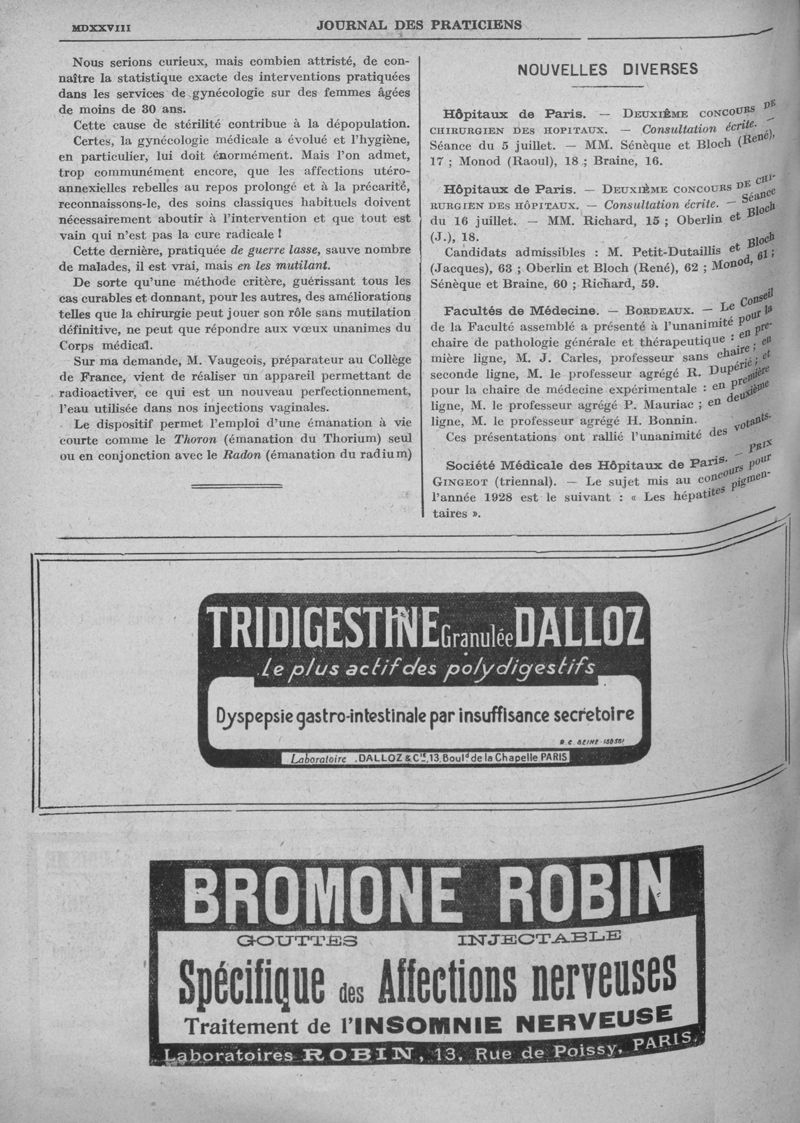 MDXXVIII
JOURNAL DES PRATICIENS
Nous serions curieux, mais combien attristé, de con-
naître la statistique exacte des interventions pratiquées
dans les services de gynécologie sur des femmes âgées
de moins de 30 ans.
Cette cause de stérilité contribue à la dépopulation.
Certes, la gynécologie médicale a évolué et l'hygiène,
en particulier, lui doit énormément. Mais l'on admet,
trop communément encore, que les affections utéro-
annexielles rebelles au repos prolongé et à la précarité,
reconnaissons-le, des soins classiques habituels doivent
nécessairement aboutir à l'intervention et que tout est
vain qui n'est pas la cure radicale !
Cette dernière, pratiquée de guerre lasse, sauve nombre
de malades, il est vrai, mais en les mutilant.
De sorte qu'une méthode critère, guérissant tous les
cas curables et donnant, pour les autres, des améliorations
telles que la chirurgie peut jouer son rôle sans mutilation
définitive, ne peut que répondre aux vœux unanimes du
Corps médical.
Sur ma demande, M. Vaugeois, préparateur au Collège
de France, vient de réaliser un appareil permettant de
radioactiver, ce qui est un nouveau perfectionnement,
l'eau utilisée dans nos injections vaginales.
Le dispositif permet l'emploi d'une émanation à vie
courte comme le Thoron (émanation du Thorium) seul
ou en conjonction avec le Radon (émanation du radium)
NOUVELLES DIVERSES
Hôpitaux de Paris. — DEUXIÈME CONCOURS DE
CHIRURGIEN DES HOPITAUX. — Consultation écrite. —
Séance du 5 juillet. — MM. Sénèque et Bloch (René),
17 ; Monod (Raoul), 18 ; Braine, 16.
Hôpitaux de Paris. — DEUXIÈME CONCOURS DE CHI-
RURGIEN DES HÔPITAUX. — Consultation écrite. — Séance
du 16 juillet. — MM. Richard, 15 ; Oberlin et Bloch
(J.), 18.
Candidats admissibles : M. Petit-Dutaillis et Bloch
(Jacques), 63 ; Oberlin et Bloch (René), 62 ; Monod, 61 ;
Sénèque et Braine, 60 ; Richard, 59.
Facultés de Médecine. — BORDEAUX. — Le Conseil
de la Faculté assemblé a présenté à l'unanimité pour la
chaire de pathologie générale et thérapeutique : en pre-
mière ligne, M. J. Carles, professeur sans chaire ; en
seconde ligne, M. le professeur agrégé R. Dupérié ; et
pour la chaire de médecine expérimentale : en première
ligne, M. le professeur agrégé P. Mauriac ; en deuxième
ligne, M. le professeur agrégé H. Bonnin.
Ces présentations ont rallié l'unanimité des votants.
Société Médicale des Hôpitaux de Paris. — PRIX
GINGEOT (triennal). — Le sujet mis au concours pour
l'année 1928 est le suivant : « Les hépatites pigmen-
taires ».
TRIDIGESTINE Granulée DALLOZ
Le plus actif des polydigestifs
Dyspepsie gastro-intestinale par insuffisance secretoire
Laboratoire .DALLOZ & Cie, 13, Bould de la Chapelle PARIS
BROMONE ROBIN
GOUTTES INJECTABLE
Spécifique des Affections nerveuses
Traitement de l'INSOMNIE NERVEUSE
Laboratoires ROBIN, 13, Rue de Poissy, PARIS.